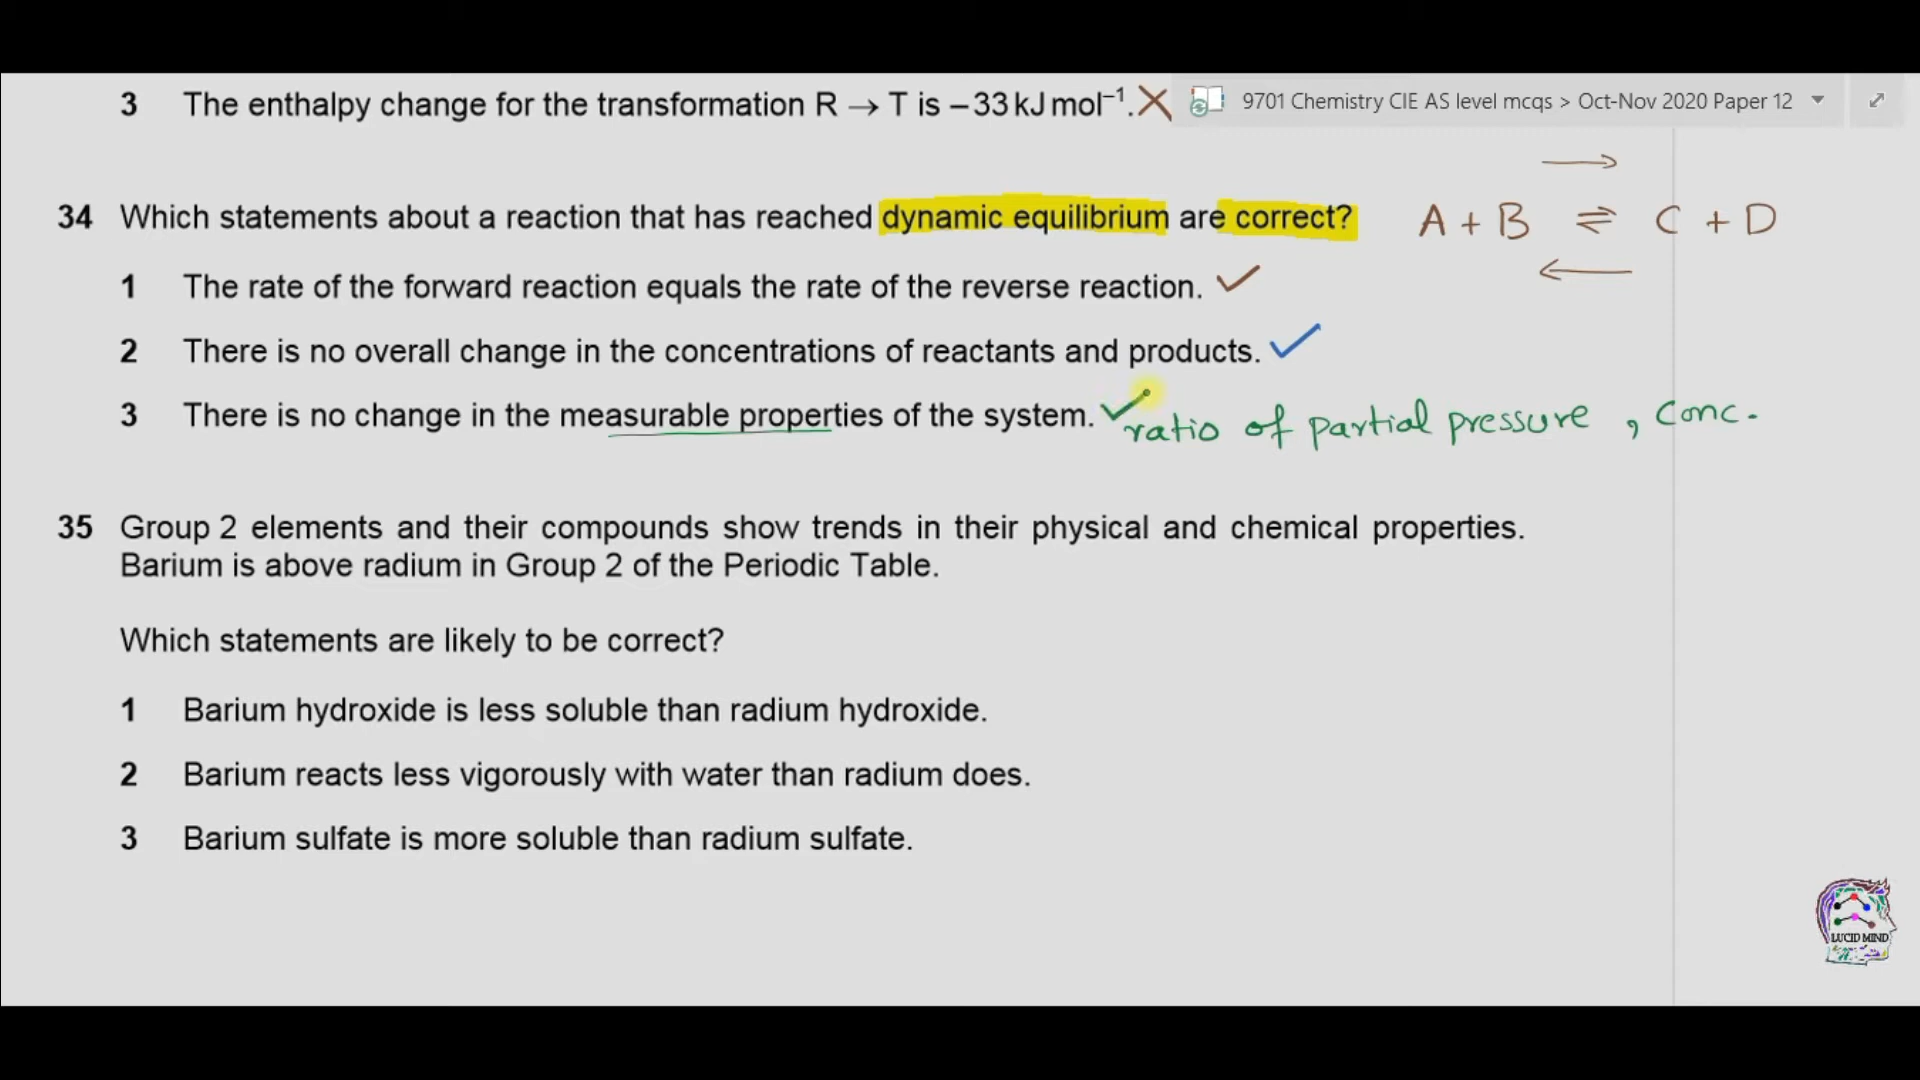 3 The enthalpy change for the transformation R → T is – 33 kJ mol⁻¹. ✗
9701 Chemistry CIE AS level mcqs > Oct-Nov 2020 Paper 12
34 Which statements about a reaction that has reached dynamic equilibrium are correct?
A + B ⇌ C + D
1 The rate of the forward reaction equals the rate of the reverse reaction. ✓
2 There is no overall change in the concentrations of reactants and products. ✓
3 There is no change in the measurable properties of the system. ✓
ratio of partial pressure , conc.
35 Group 2 elements and their compounds show trends in their physical and chemical properties.
Barium is above radium in Group 2 of the Periodic Table.
Which statements are likely to be correct?
1 Barium hydroxide is less soluble than radium hydroxide.
2 Barium reacts less vigorously with water than radium does.
3 Barium sulfate is more soluble than radium sulfate.
LUCID MIND